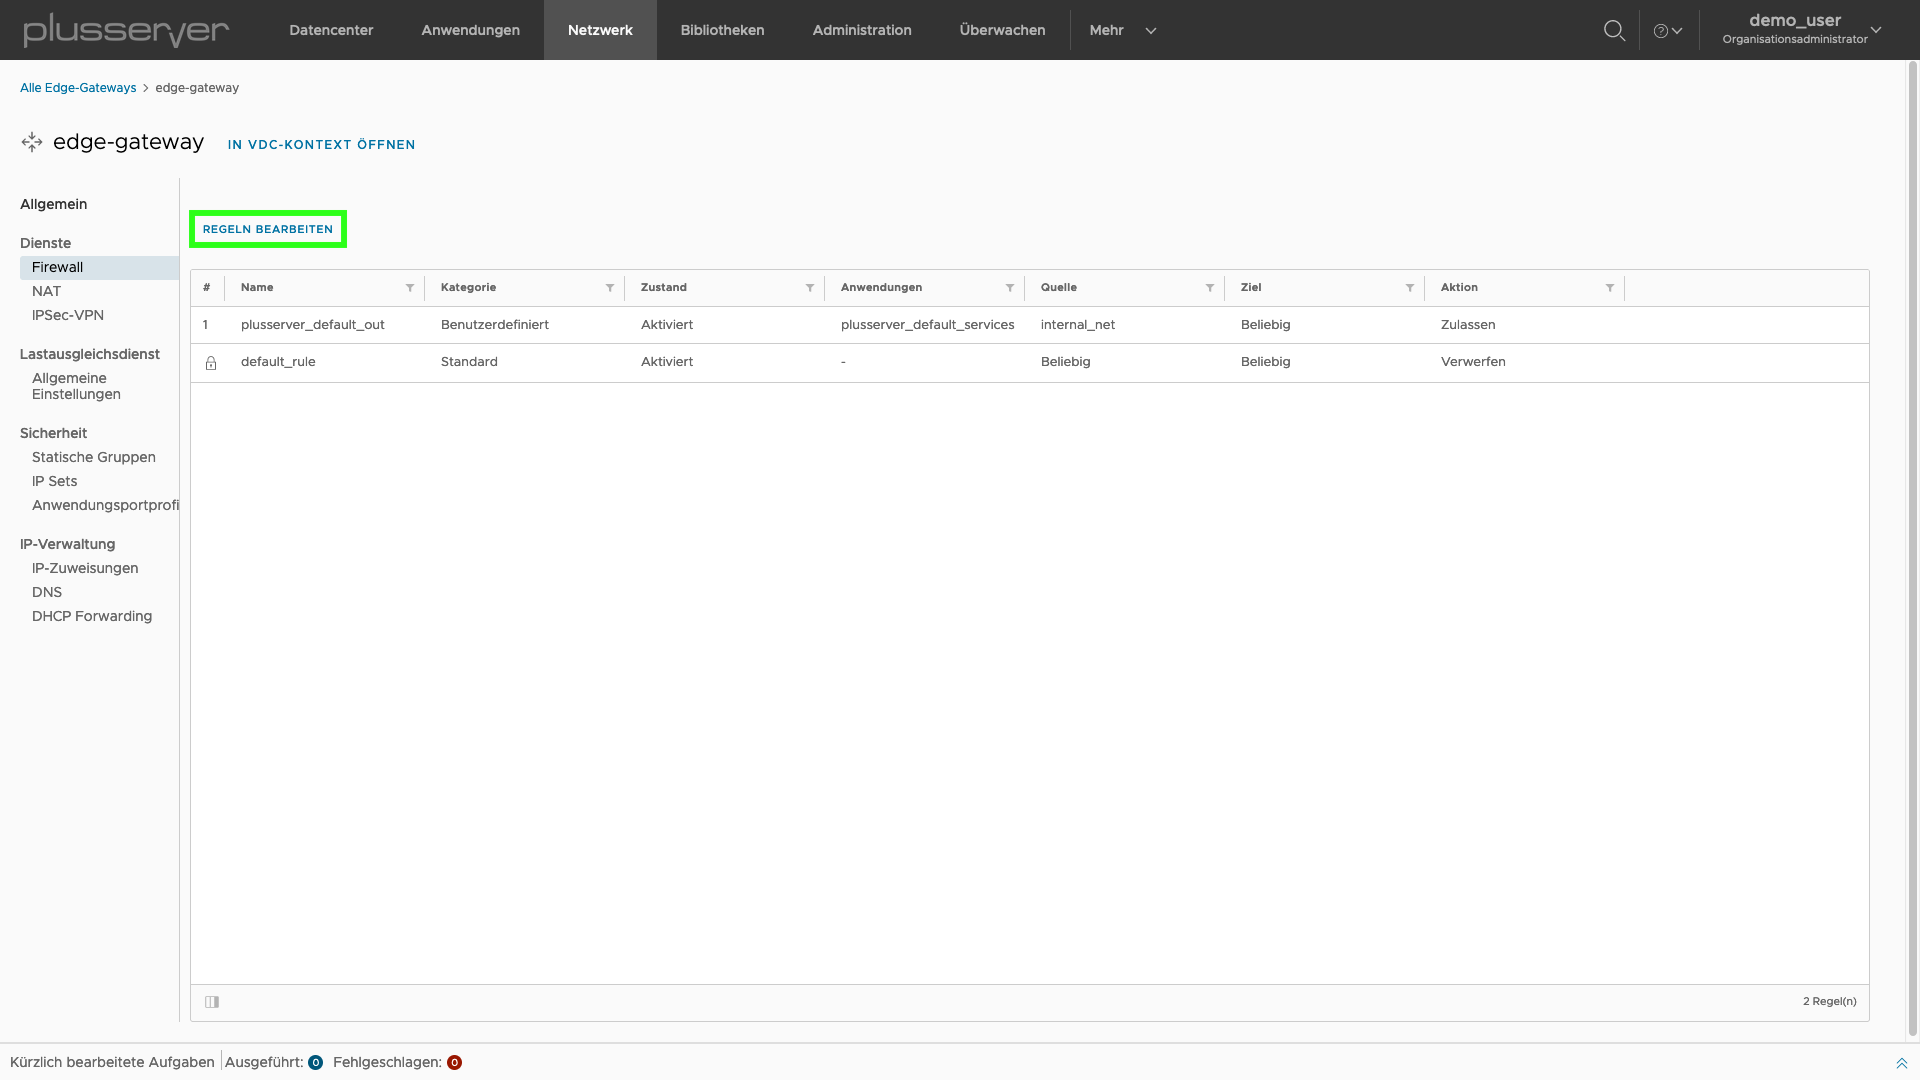 plusserver
Datencenter Anwendungen Netzwerk Bibliotheken Administration Überwachen Mehr
demo_user
Organisationsadministrator
Alle Edge-Gateways > edge-gateway
edge-gateway IN VDC-KONTEXT ÖFFNEN
Allgemein
Dienste
Firewall
NAT
IPSec-VPN
Lastausgleichsdienst
Allgemeine
Einstellungen
Sicherheit
Statische Gruppen
IP Sets
Anwendungsportprofi
IP-Verwaltung
IP-Zuweisungen
DNS
DHCP Forwarding
REGELN BEARBEITEN
# Name Kategorie Zustand Anwendungen Quelle Ziel Aktion
1 plusserver_default_out Benutzerdefiniert Aktiviert plusserver_default_services internal_net Beliebig Zulassen
default_rule Standard Aktiviert - Beliebig Beliebig Verwerfen
2 Regel(n)
Kürzlich bearbeitete Aufgaben Ausgeführt: 0 Fehlgeschlagen: 0